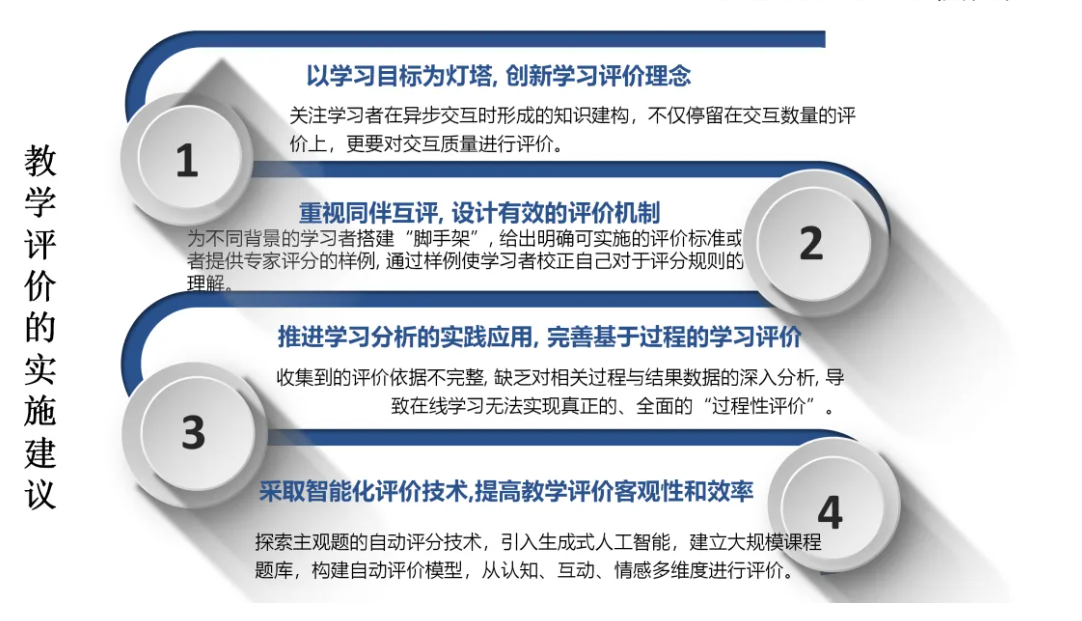 教学评价的实施建议
1
以学习目标为灯塔, 创新学习评价理念
关注学习者在异步交互时形成的知识建构，不仅停留在交互数量的评
价上，更要对交互质量进行评价。
2
重视同伴互评, 设计有效的评价机制
为不同背景的学习者搭建“脚手架”, 给出明确可实施的评价标准或
者提供专家评分的样例, 通过样例使学习者校正自己对于评分规则的
理解。
3
推进学习分析的实践应用, 完善基于过程的学习评价
收集到的评价依据不完整, 缺乏对相关过程与结果数据的深入分析, 导
致在线学习无法实现真正的、全面的“过程性评价”。
4
采取智能化评价技术,提高教学评价客观性和效率
探索主观题的自动评分技术，引入生成式人工智能，建立大规模课程
题库，构建自动评价模型，从认知、互动、情感多维度进行评价。